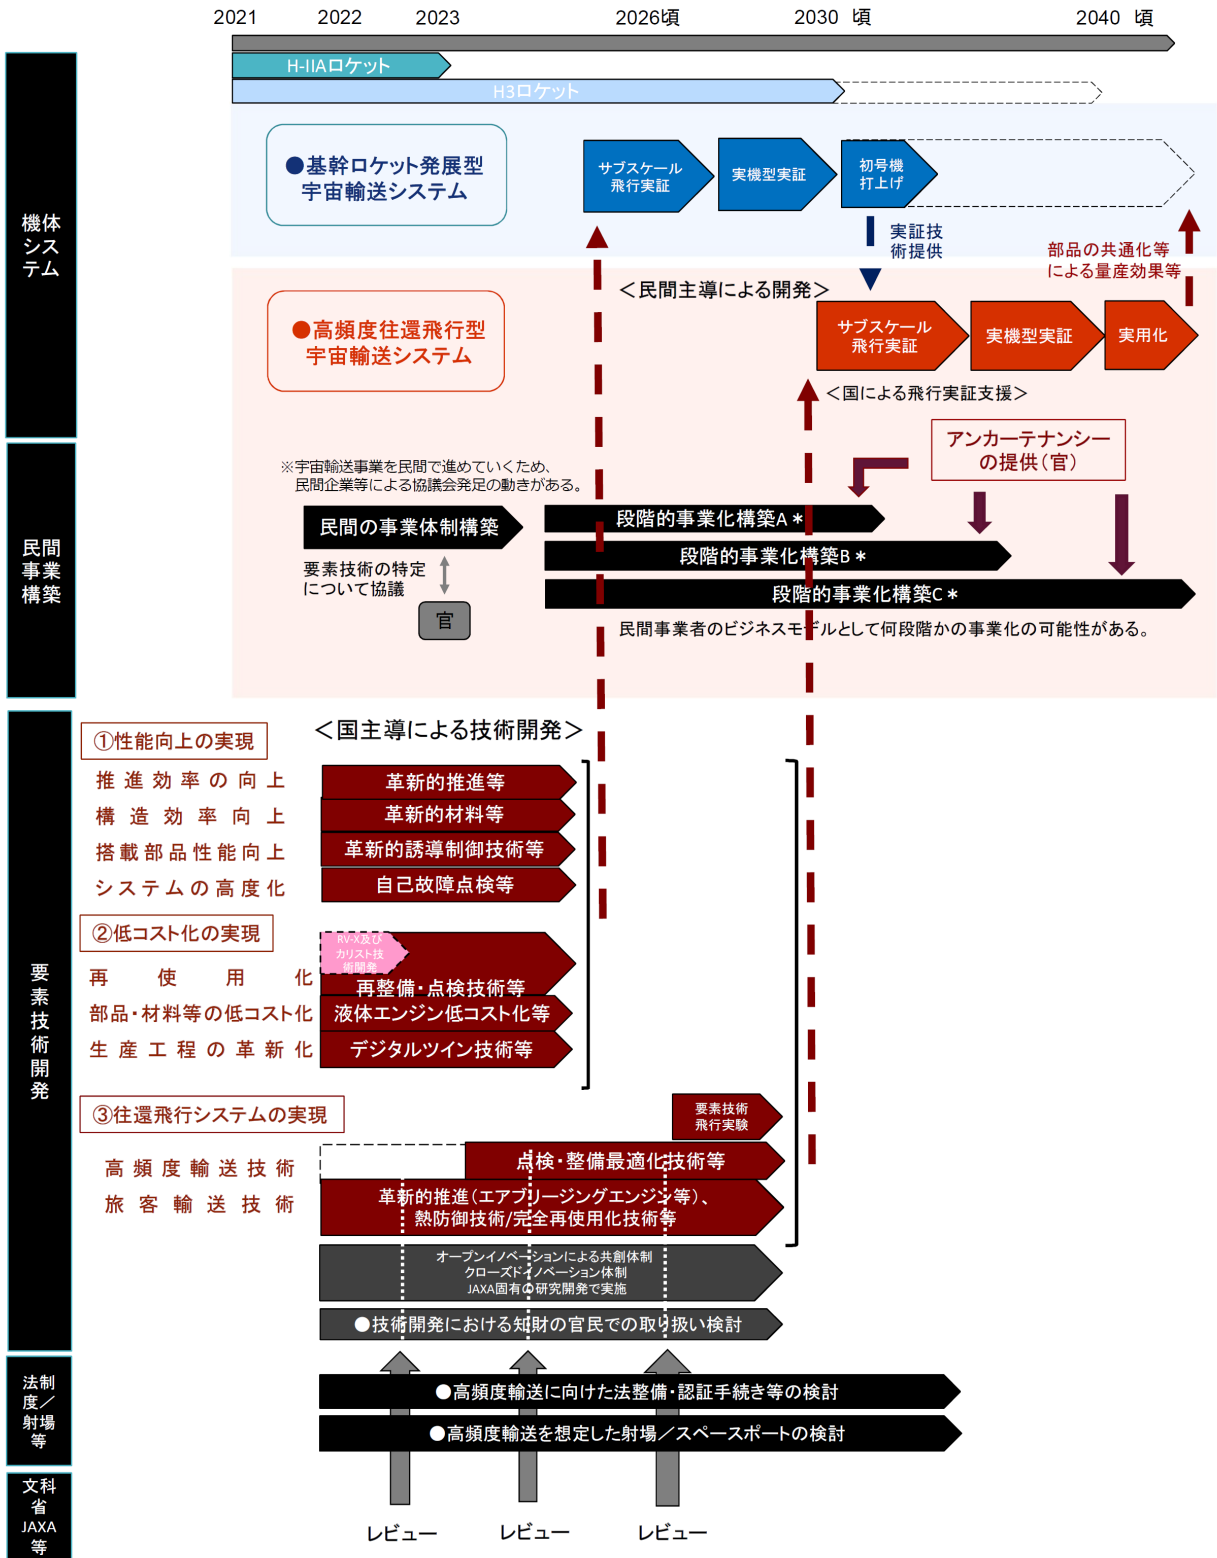 2021
2022
2023
2026頃
2030 頃
2040 頃
H-IIAロケット
H3ロケット
機体
シス
テム
●基幹ロケット発展型
宇宙輸送システム
サブスケール
飛行実証
実機型実証
初号機
打上げ
実証技
術提供
部品の共通化等
による量産効果等
＜民間主導による開発＞
●高頻度往還飛行型
宇宙輸送システム
サブスケール
飛行実証
実機型実証
実用化
＜国による飛行実証支援＞
アンカーテナンシー
の提供（官）
民間
事業
構築
※宇宙輸送事業を民間で進めていくため、
民間企業等による協議会発足の動きがある。
民間の事業体制構築
段階的事業化構築A＊
段階的事業化構築B＊
段階的事業化構築C＊
要素技術の特定
について協議
官
民間事業者のビジネスモデルとして何段階かの事業化の可能性がある。
要素技術開発
＜国主導による技術開発＞
①性能向上の実現
推進効率の向上
革新的推進等
構造効率向上
革新的材料等
搭載部品性能向上
革新的誘導制御技術等
システムの高度化
自己故障点検等
②低コスト化の実現
RV-X及び
カリスト技
術開発
再使用化
再整備・点検技術等
部品・材料等の低コスト化
液体エンジン低コスト化等
生産工程の革新化
デジタルツイン技術等
③往還飛行システムの実現
要素技術
飛行実験
高頻度輸送技術
点検・整備最適化技術等
旅客輸送技術
革新的推進（エアブリージングエンジン等）、
熱防御技術/完全再使用化技術等
オープンイノベーションによる共創体制
クローズドイノベーション体制
JAXA固有の研究開発で実施
●技術開発における知財の官民での取り扱い検討
法制
度／
射場
等
●高頻度輸送に向けた法整備・認証手続き等の検討
●高頻度輸送を想定した射場／スペースポートの検討
文科
省
JAXA
等
レビュー
レビュー
レビュー